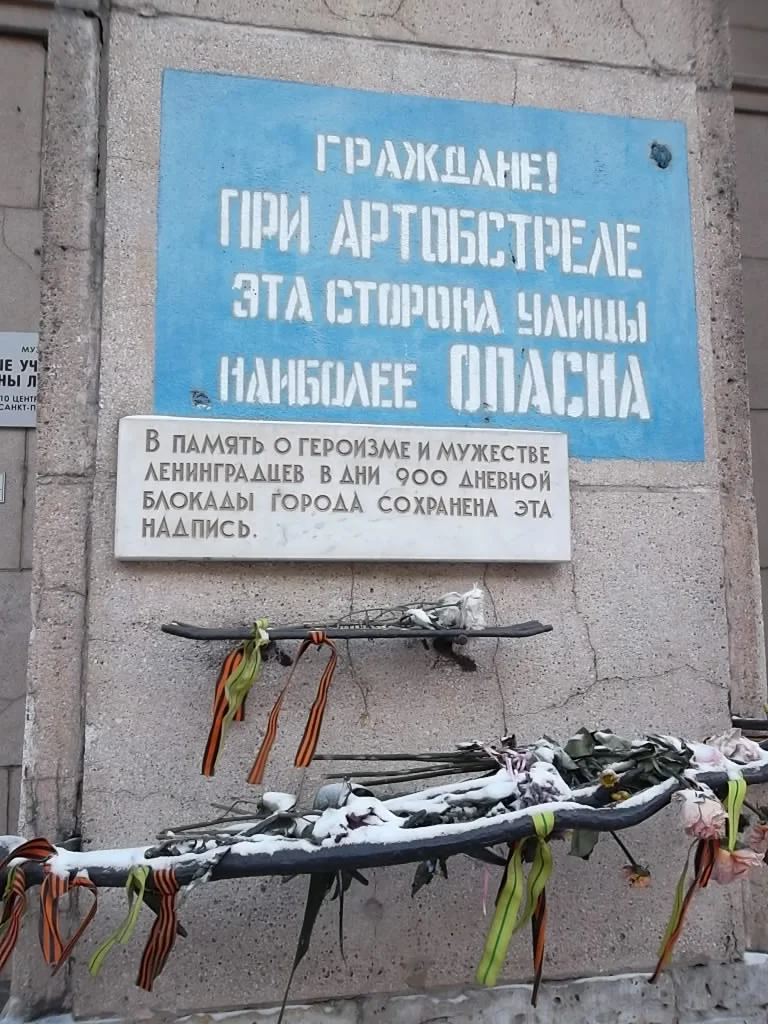 ГРАЖДАНЕ!
ПРИ АРТОБСТРЕЛЕ
ЭТА СТОРОНА УЛИЦЫ
НАИБОЛЕЕ ОПАСНА
В ПАМЯТЬ О ГЕРОИЗМЕ И МУЖЕСТВЕ
ЛЕНИНГРАДЦЕВ В ДНИ 900 ДНЕВНОЙ
БЛОКАДЫ ГОРОДА СОХРАНЕНА ЭТА
НАДПИСЬ.